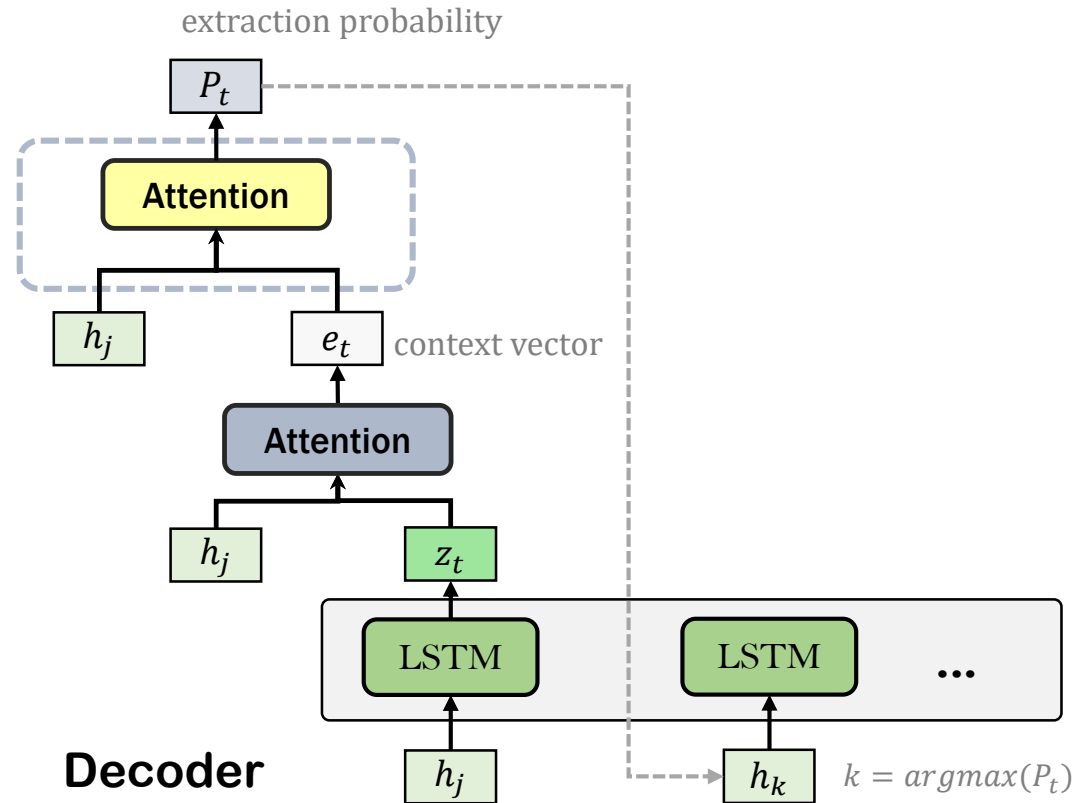 extraction probability
P_t
Attention
h_j
e_t
context vector
Attention
h_j
z_t
LSTM
LSTM
...
Decoder
h_j
h_k
k = argmax(P_t)